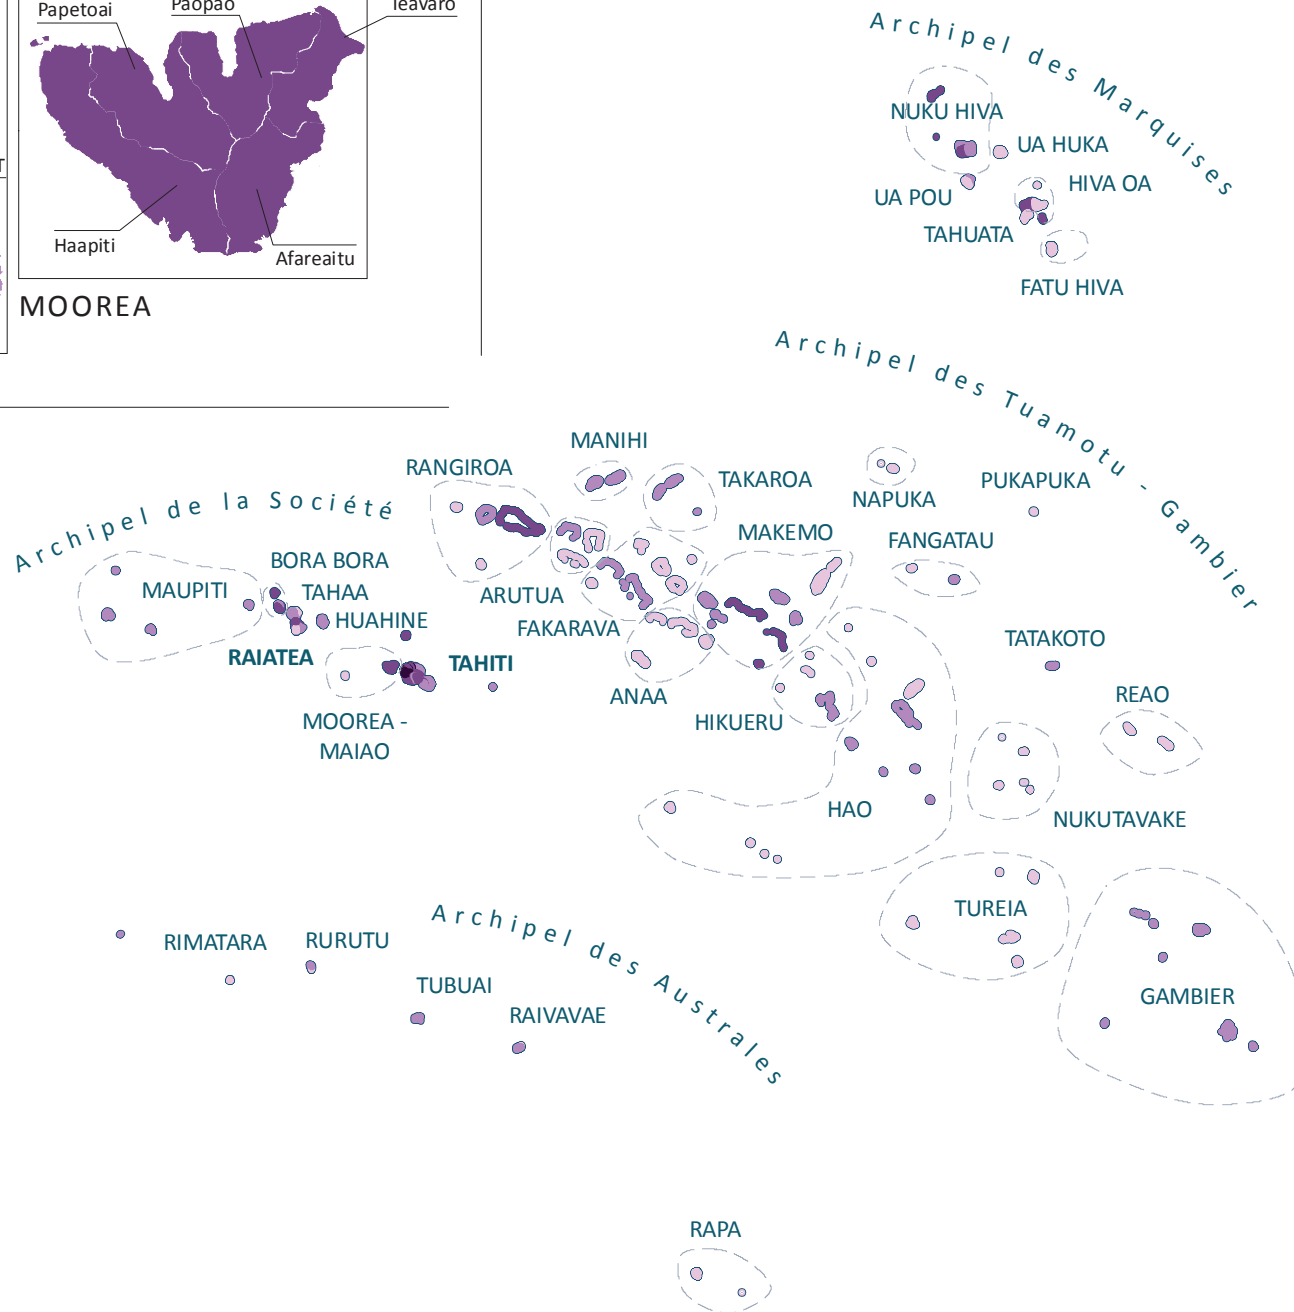 Papetoai
Paopao
Teavaro
Haapiti
Afareaitu
MOOREA
Archipel des Marquises
NUKU HIVA
UA HUKA
HIVA OA
UA POU
TAHUATA
FATU HIVA
Archipel des Tuamotu - Gambier
MANIHI
RANGIROA
TAKAROA
NAPUKA
PUKAPUKA
MAKEMO
FANGATAU
Archipel de la Société
BORA BORA
MAUPITI
TAHAA
HUAHINE
ARUTUA
FAKARAVA
RAIATEA
TAHITI
TATAKOTO
ANAA
REAO
MOOREA -
MAIAO
HIKUERU
HAO
NUKUTAVAKE
TUREIA
GAMBIER
Archipel des Australes
RIMATARA
RURUTU
TUBUAI
RAIVAVAE
RAPA